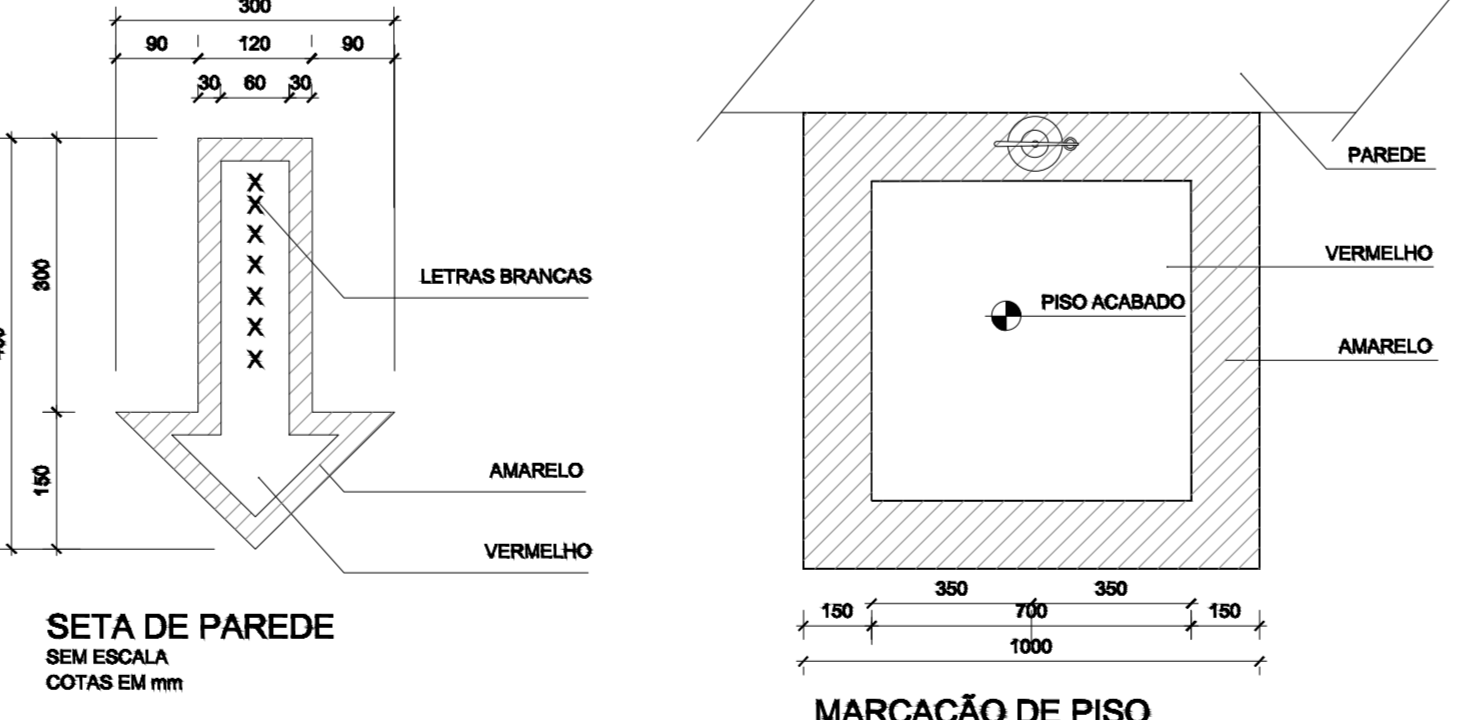 300
90 120 90
30 60 30
300
150
X
X
X
X
X
X
X
LETRAS BRANCAS
AMARELO
VERMELHO
SETA DE PAREDE
SEM ESCALA
COTAS EM mm
PAREDE
VERMELHO
PISO ACABADO
AMARELO
350 350
150 700 150
1000
MARCAÇÃO DE PISO